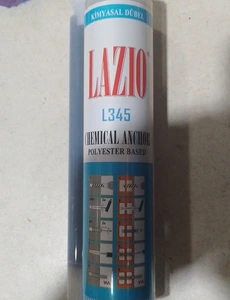 KİMYASAL DÜBEL
LAZIO
L345
CHEMICAL ANCHOR
POLYESTER BASED